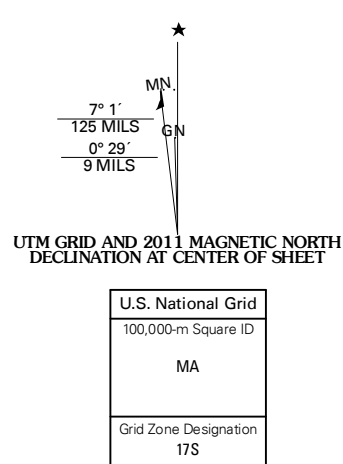 ★
MN.
7° 1´
125 MILS
GN
0° 29´
9 MILS
UTM GRID AND 2011 MAGNETIC NORTH
DECLINATION AT CENTER OF SHEET
U.S. National Grid
100,000-m Square ID
MA
Grid Zone Designation
17S